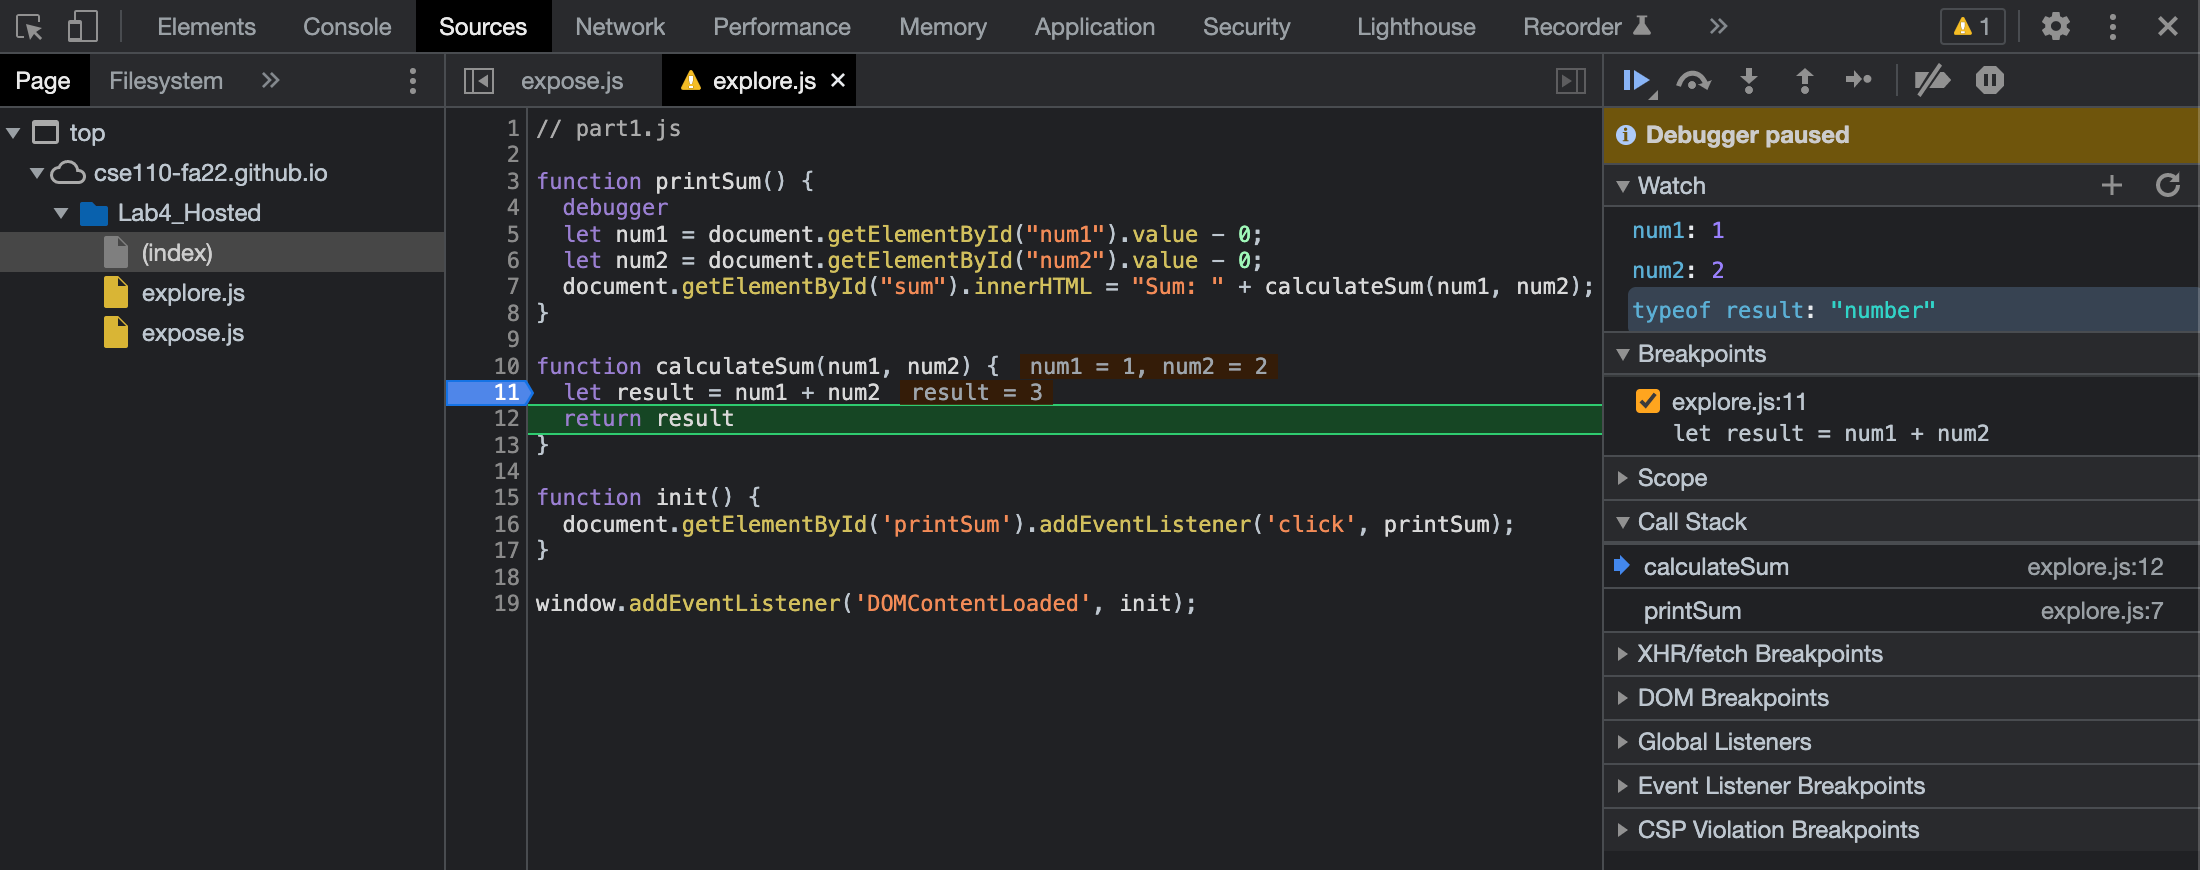 Elements Console Sources Network Performance Memory Application Security Lighthouse Recorder 1
Page Filesystem
top
cse110-fa22.github.io
Lab4_Hosted
(index)
explore.js
expose.js
expose.js explore.js
1 // part1.js
2
3 function printSum() {
4 debugger
5 let num1 = document.getElementById("num1").value - 0;
6 let num2 = document.getElementById("num2").value - 0;
7 document.getElementById("sum").innerHTML = "Sum: " + calculateSum(num1, num2);
8 }
9
10 function calculateSum(num1, num2) { num1 = 1, num2 = 2
11 let result = num1 + num2 result = 3
12 return result
13 }
14
15 function init() {
16 document.getElementById('printSum').addEventListener('click', printSum);
17 }
18
19 window.addEventListener('DOMContentLoaded', init);
Debugger paused
Watch
num1: 1
num2: 2
typeof result: "number"
Breakpoints
explore.js:11
let result = num1 + num2
Scope
Call Stack
calculateSum explore.js:12
printSum explore.js:7
XHR/fetch Breakpoints
DOM Breakpoints
Global Listeners
Event Listener Breakpoints
CSP Violation Breakpoints